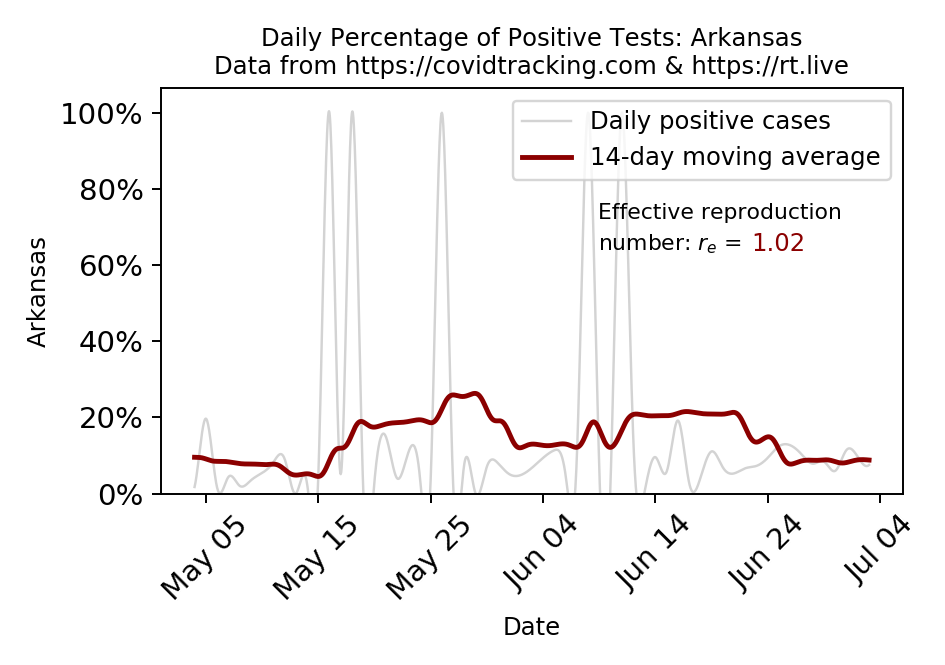 Daily Percentage of Positive Tests: Arkansas
Data from https://covidtracking.com & https://rt.live
100%
80%
60%
40%
20%
0%
Arkansas
Daily positive cases
14-day moving average
Effective reproduction
number: rₑ = 1.02
May 05
May 15
May 25
Jun 04
Jun 14
Jun 24
Jul 04
Date